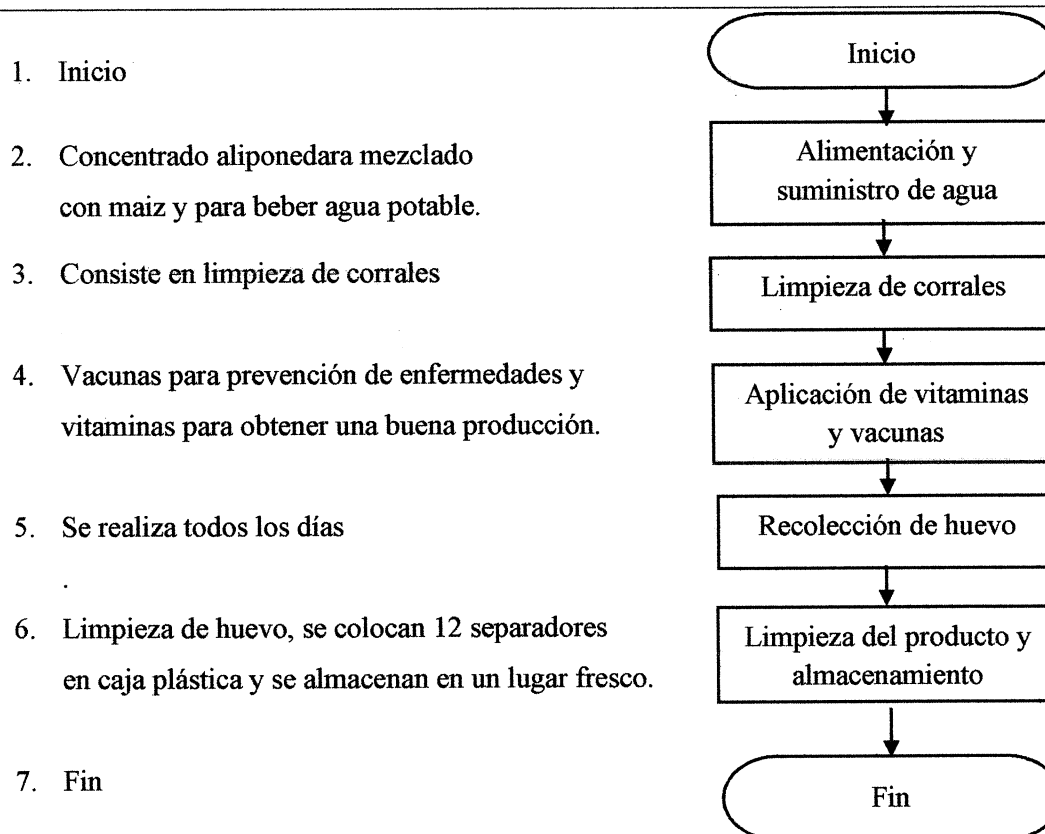 1. Inicio
2. Concentrado aliponedara mezclado
con maiz y para beber agua potable.
3. Consiste en limpieza de corrales
4. Vacunas para prevención de enfermedades y
vitaminas para obtener una buena producción.
5. Se realiza todos los días
.
6. Limpieza de huevo, se colocan 12 separadores
en caja plástica y se almacenan en un lugar fresco.
7. Fin
Inicio
Alimentación y
suministro de agua
Limpieza de corrales
Aplicación de vitaminas
y vacunas
Recolección de huevo
Limpieza del producto y
almacenamiento
Fin